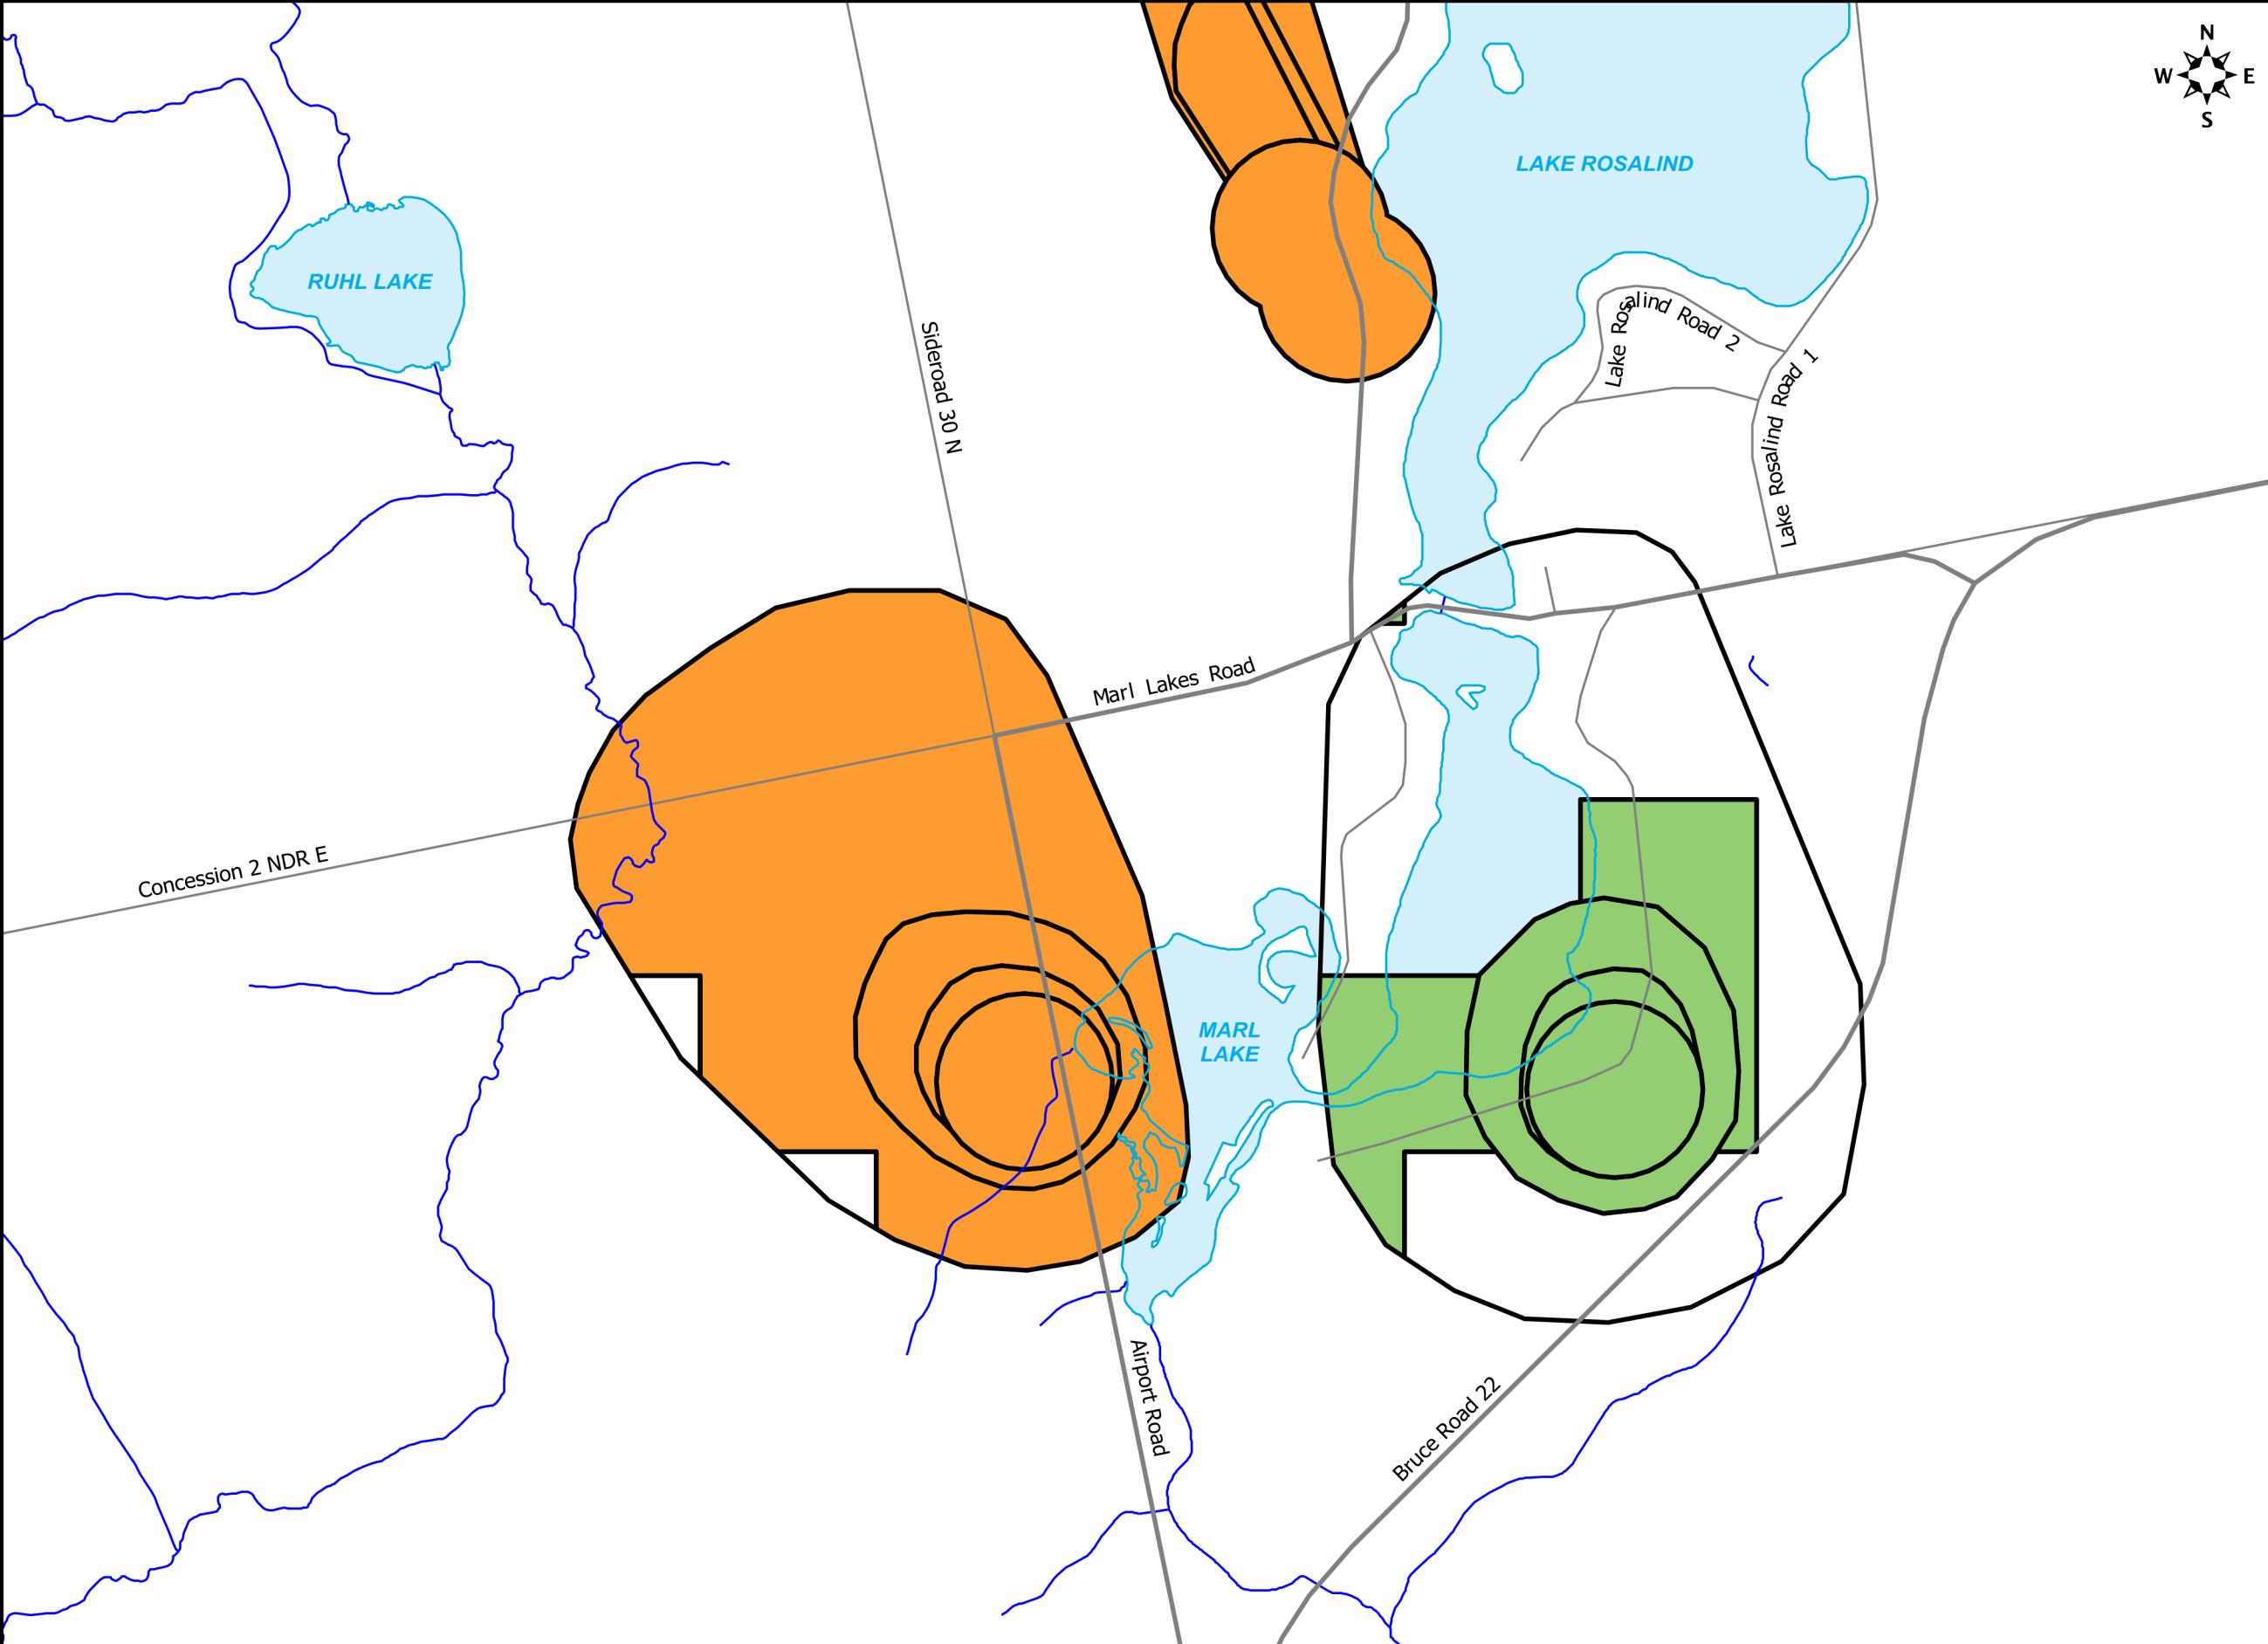 N
W E
S
LAKE ROSALIND
RUHL LAKE
Lake Rosalind Road 2
Sideroad 30 N
Lake Rosalind Road 1
Marl Lakes Road
Concession 2 NDR E
MARL
LAKE
Airport Road
Bruce Road 22